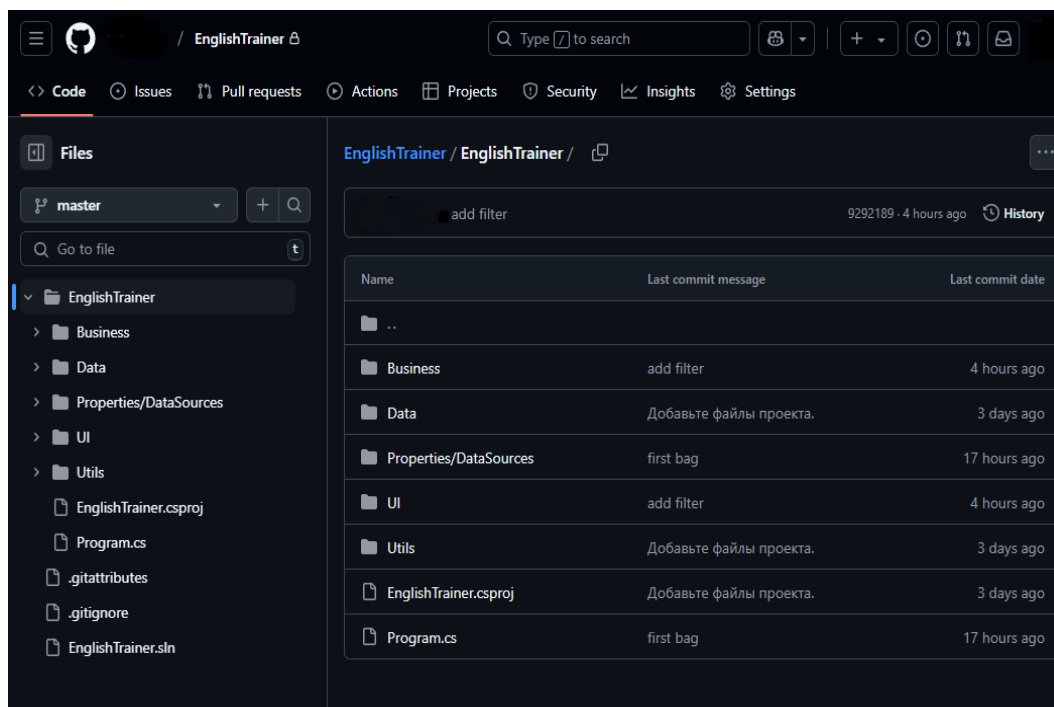 / EnglishTrainer
Type / to search
Code Issues Pull requests Actions Projects Security Insights Settings
Files
master
Go to file t
EnglishTrainer
Business
Data
Properties/DataSources
UI
Utils
EnglishTrainer.csproj
Program.cs
.gitattributes
.gitignore
EnglishTrainer.sln
EnglishTrainer / EnglishTrainer /
add filter 9292189 · 4 hours ago History
Name Last commit message Last commit date
..
Business add filter 4 hours ago
Data Добавьте файлы проекта. 3 days ago
Properties/DataSources first bag 17 hours ago
UI add filter 4 hours ago
Utils Добавьте файлы проекта. 3 days ago
EnglishTrainer.csproj Добавьте файлы проекта. 3 days ago
Program.cs first bag 17 hours ago